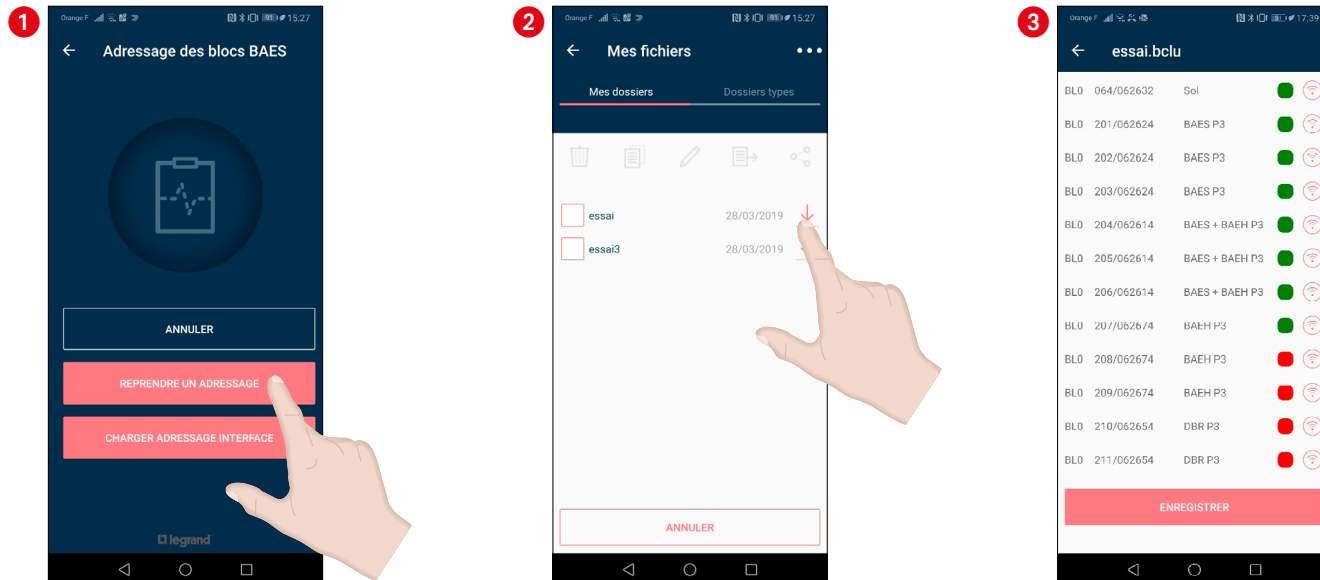 1
Orange F 15:27
Adressage des blocs BAES
ANNULER
REPRENDRE UN ADRESSAGE
CHARGER ADRESSAGE INTERFACE
legrand
2
Orange F 15:27
Mes fichiers
Mes dossiers Dossiers types
essai 28/03/2019
essai3 28/03/2019
ANNULER
3
Orange F 17:39
essai.bclu
BL0 064/062632 Sol
BL0 201/062624 BAES P3
BL0 202/062624 BAES P3
BL0 203/062624 BAES P3
BL0 204/062614 BAES + BAEH P3
BL0 205/062614 BAES + BAEH P3
BL0 206/062614 BAES + BAEH P3
BL0 207/062674 BAEH P3
BL0 208/062674 BAEH P3
BL0 209/062674 BAEH P3
BL0 210/062654 DBR P3
BL0 211/062654 DBR P3
ENREGISTRER